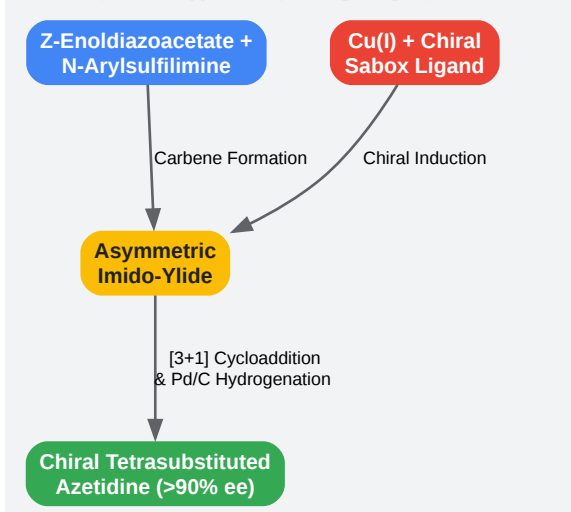 Z-Enoldiazoacetate +
N-Arylsulfilimine
Cu(I) + Chiral
Sabox Ligand
Carbene Formation
Chiral Induction
Asymmetric
Imido-Ylide
[3+1] Cycloaddition
& Pd/C Hydrogenation
Chiral Tetrasubstituted
Azetidine (>90% ee)